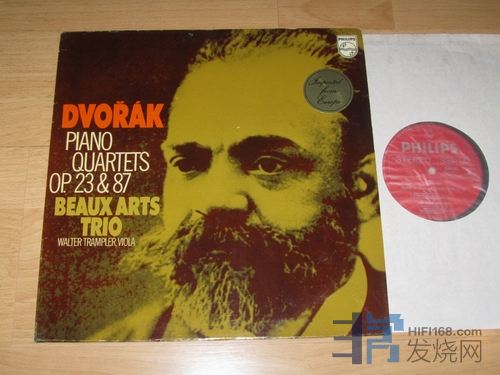 PHILIPS
Imported
from
Europe
DVOŘÁK
PIANO
QUARTETS
OP 23 & 87
BEAUX ARTS
TRIO
WALTER TRAMPLER, VIOLA
PHILIPS
STEREO
HIFI168.com
发烧网